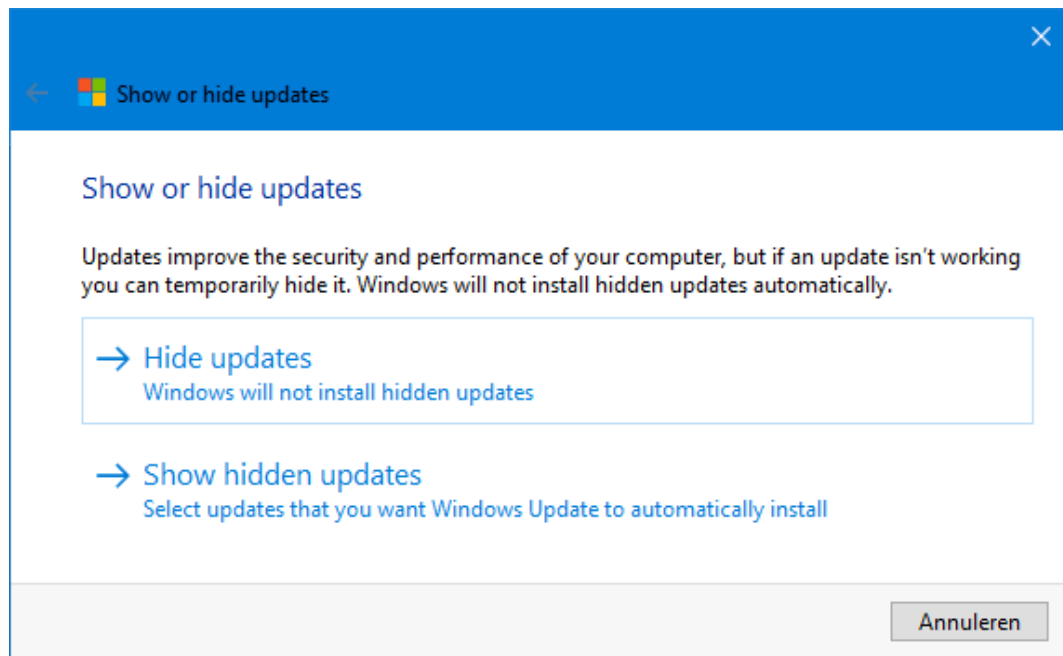 Show or hide updates
Show or hide updates
Updates improve the security and performance of your computer, but if an update isn't working
you can temporarily hide it. Windows will not install hidden updates automatically.
Hide updates
Windows will not install hidden updates
Show hidden updates
Select updates that you want Windows Update to automatically install
Annuleren